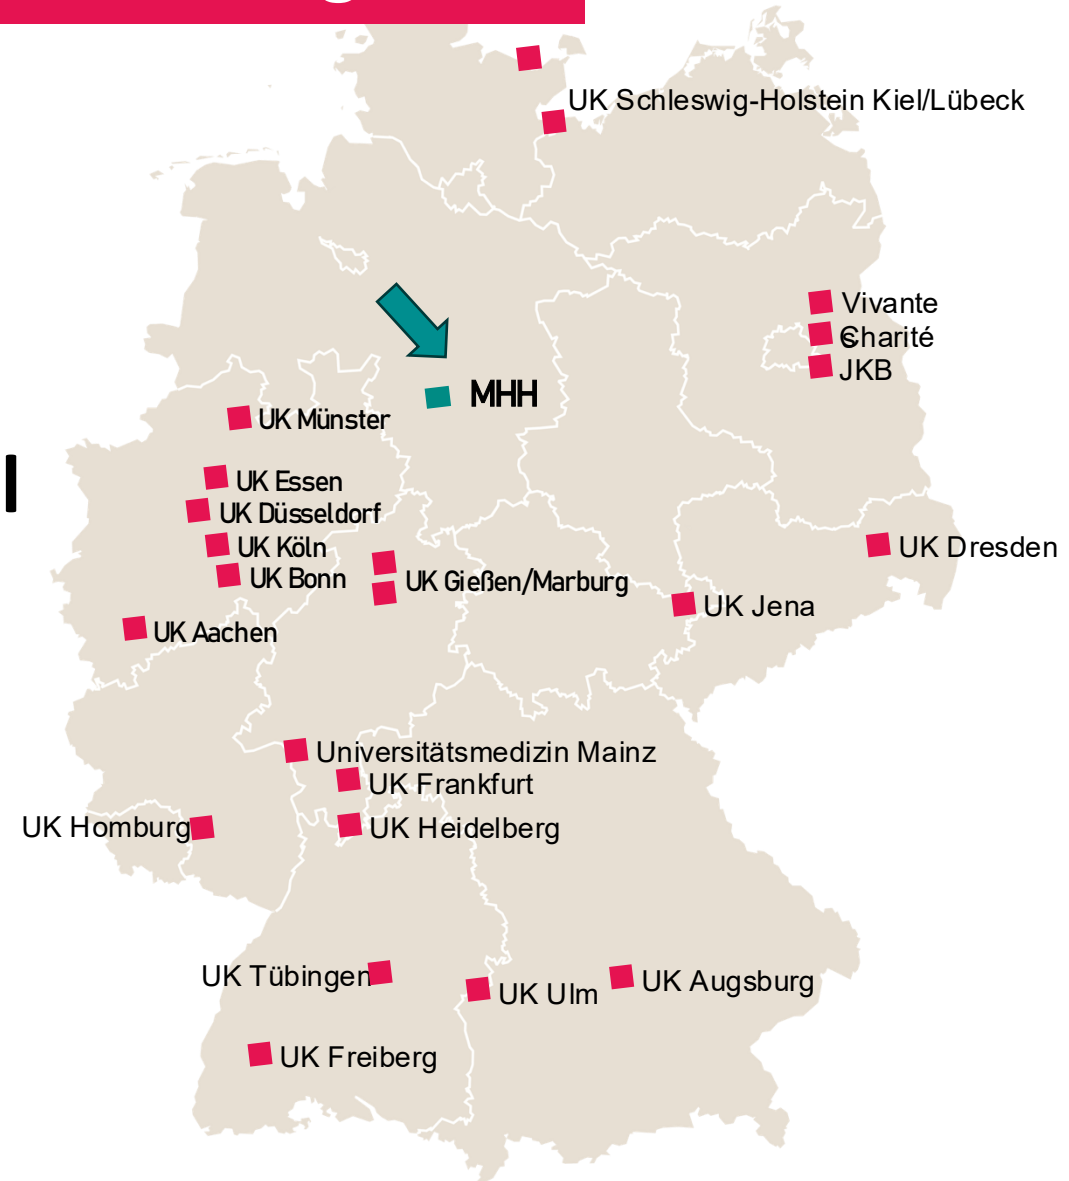 UK Schleswig-Holstein Kiel/Lübeck
Vivante
s
Charité
JKB
MHH
UK Münster
UK Essen
UK Düsseldorf
UK Köln
UK Dresden
UK Bonn
UK Gießen/Marburg
UK Jena
UK Aachen
Universitätsmedizin Mainz
UK Frankfurt
UK Homburg
UK Heidelberg
UK Tübingen
UK Augsburg
UK Ulm
UK Freiberg